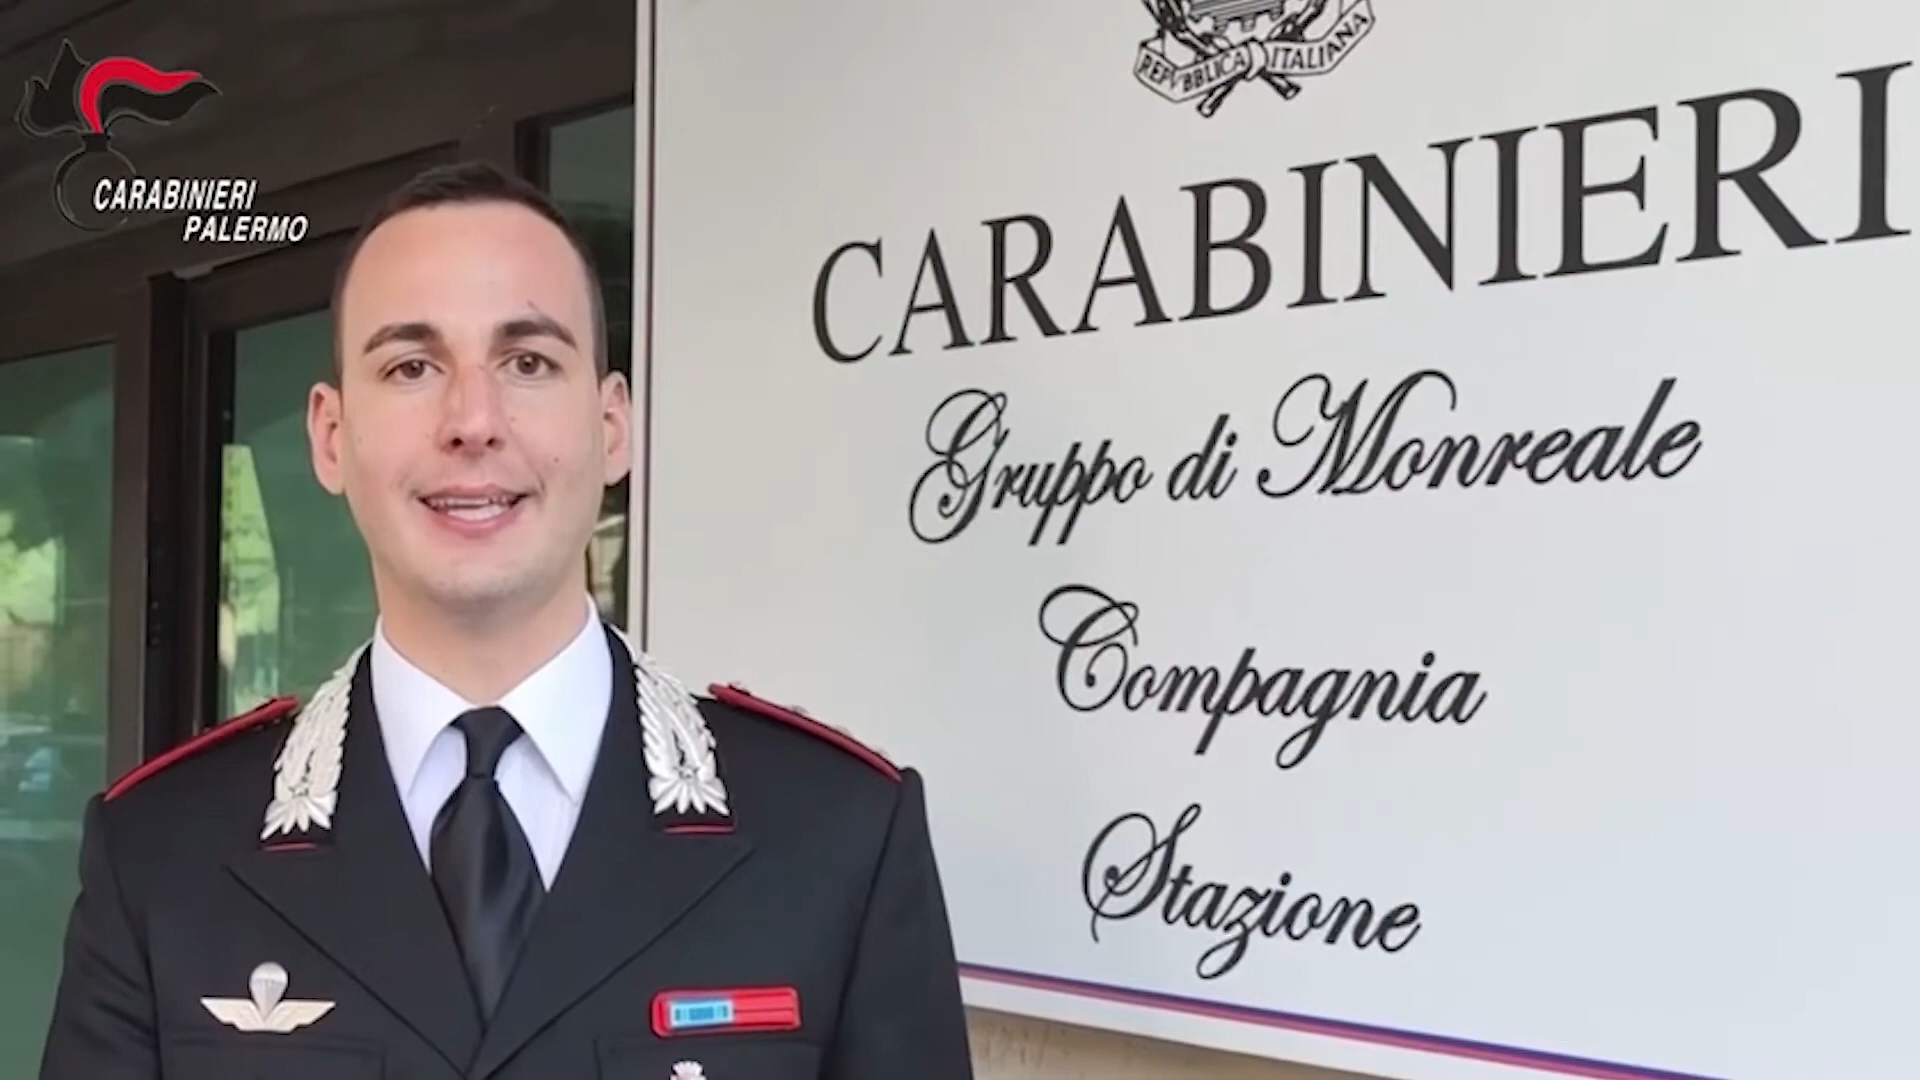 CARABINIERI
PALERMO
REPVBBLICA ITALIANA
CARABINIERI
Gruppo di Monreale
Compagnia
Stazione